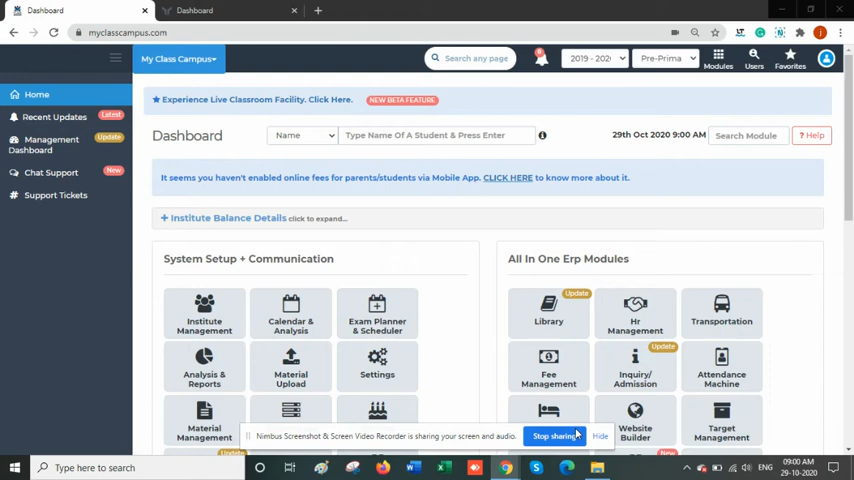 Dashboard
Dashboard
myclasscampus.com
My Class Campus
Search any page
8
2019 - 202
Pre-Prima
Modules
Users
Favorites
Home
Recent Updates
Latest
Management
Dashboard
Update
Chat Support
New
Support Tickets
Experience Live Classroom Facility. Click Here.
NEW BETA FEATURE
Dashboard
Name
Type Name Of A Student & Press Enter
29th Oct 2020 9:00 AM
Search Module
? Help
It seems you haven't enabled online fees for parents/students via Mobile App. CLICK HERE to know more about it.
+ Institute Balance Details click to expand...
System Setup + Communication
Institute
Management
Calendar &
Analysis
Exam Planner
& Scheduler
Analysis &
Reports
Material
Upload
Settings
Material
Management
Update
All In One Erp Modules
Update
Library
Hr
Management
Transportation
Fee
Management
Update
Inquiry/
Admission
Attendance
Machine
Website
Builder
Target
Management
New
Nimbus Screenshot & Screen Video Recorder is sharing your screen and audio.
Stop sharing
Hide
Type here to search
ENG
09:00 AM
29-10-2020